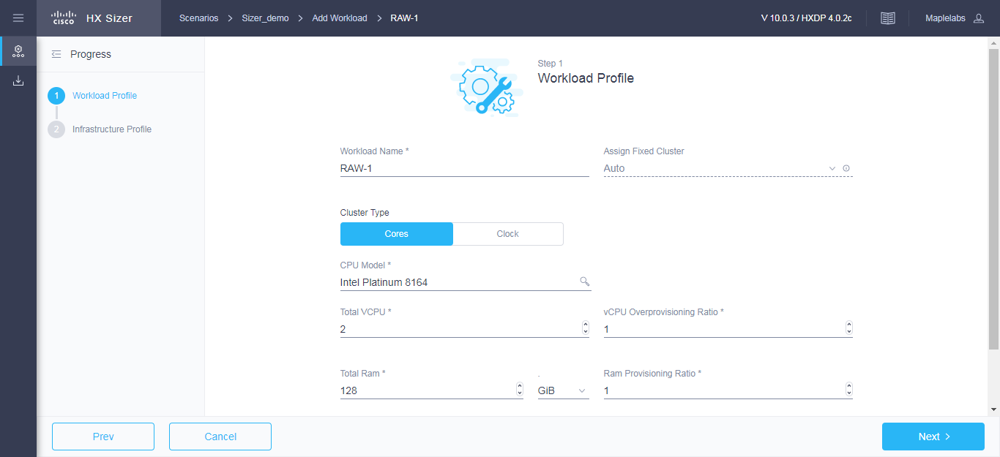 CISCO HX Sizer Scenarios > Sizer_demo > Add Workload > RAW-1 V 10.0.3 / HXDP 4.0.2c Maplelabs
Progress
1 Workload Profile
2 Infrastructure Profile
Step 1
Workload Profile
Workload Name * Assign Fixed Cluster
RAW-1 Auto
Cluster Type
Cores Clock
CPU Model *
Intel Platinum 8164
Total VCPU * vCPU Overprovisioning Ratio *
2 1
Total Ram * . Ram Provisioning Ratio *
128 GiB 1
Prev Cancel Next >